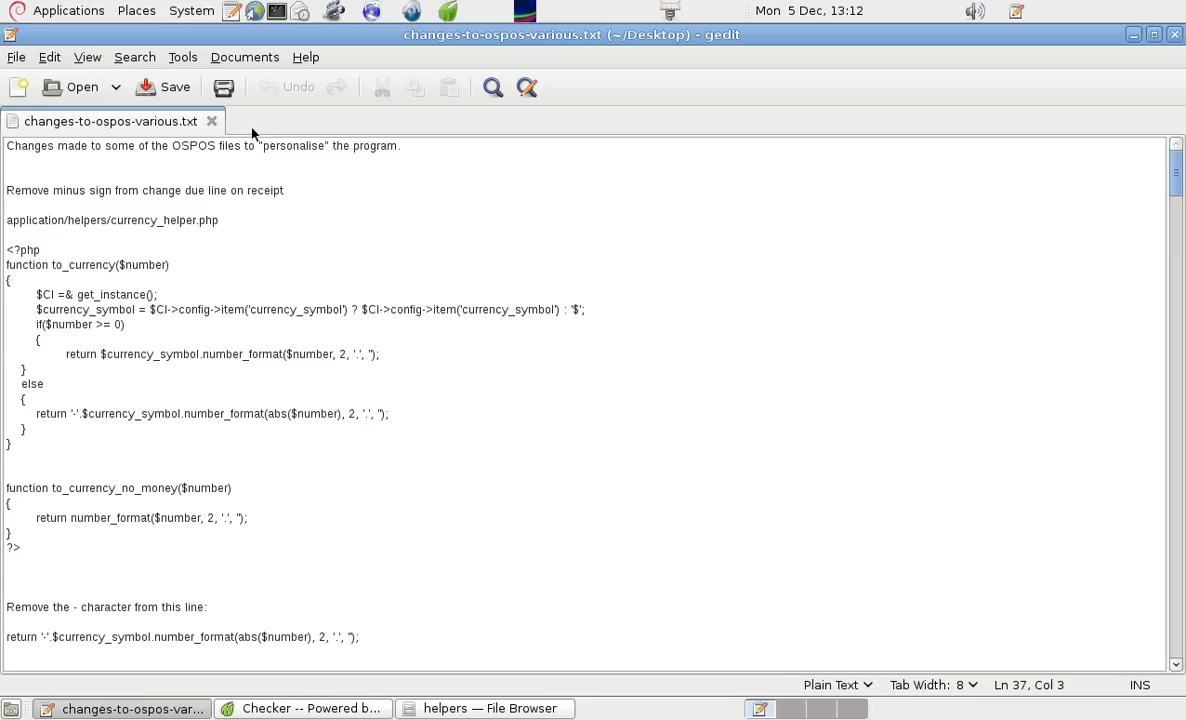 Applications Places System Mon 5 Dec, 13:12
changes-to-ospos-various.txt (~/Desktop) - gedit
File Edit View Search Tools Documents Help
Open Save Undo
changes-to-ospos-various.txt
Changes made to some of the OSPOS files to "personalise" the program.
Remove minus sign from change due line on receipt
application/helpers/currency_helper.php
<?php
function to_currency($number)
{
$CI =& get_instance();
$currency_symbol = $CI->config->item('currency_symbol') ? $CI->config->item('currency_symbol') : '$';
if($number >= 0)
{
return $currency_symbol.number_format($number, 2, '.', '');
}
else
{
return '-'.$currency_symbol.number_format(abs($number), 2, '.', '');
}
}
function to_currency_no_money($number)
{
return number_format($number, 2, '.', '');
}
?>
Remove the - character from this line:
return '-'.$currency_symbol.number_format(abs($number), 2, '.', '');
Plain Text Tab Width: 8 Ln 37, Col 3 INS
changes-to-ospos-var... Checker -- Powered b... helpers — File Browser